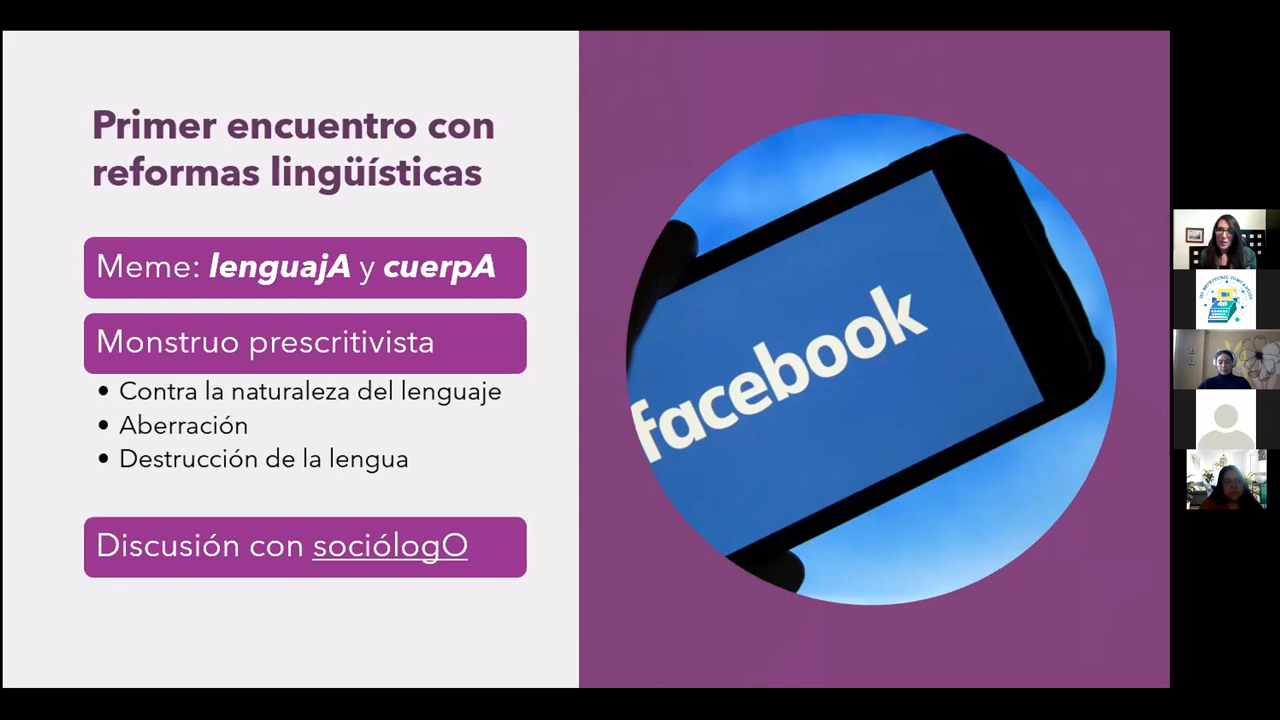 Primer encuentro con
reformas lingüísticas
Meme: lenguajA y cuerpA
Monstruo prescritivista
• Contra la naturaleza del lenguaje
• Aberración
• Destrucción de la lengua
Discusión con sociólogO
facebook